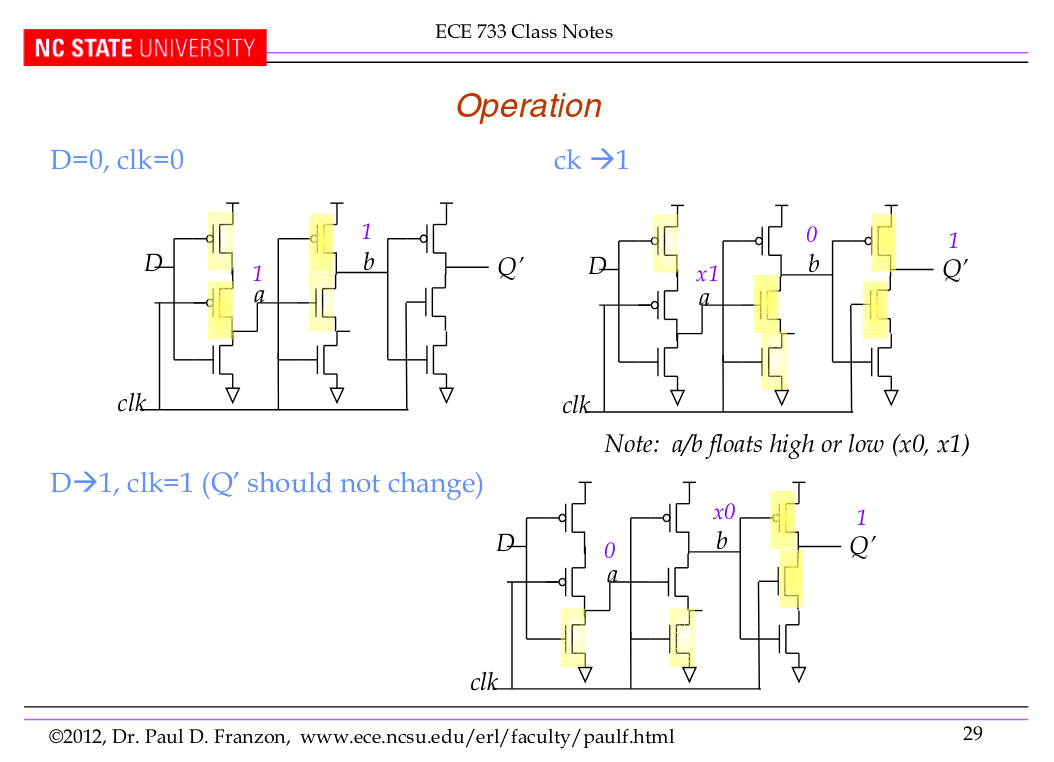 ECE 733 Class Notes
NC STATE UNIVERSITY
Operation
D=0, clk=0
ck →1
1
D
1
a
b
Q’
clk
0
1
D
x1
a
b
Q’
clk
Note: a/b floats high or low (x0, x1)
D→1, clk=1 (Q’ should not change)
x0
1
D
0
a
b
Q’
clk
©2012, Dr. Paul D. Franzon, www.ece.ncsu.edu/erl/faculty/paulf.html
29